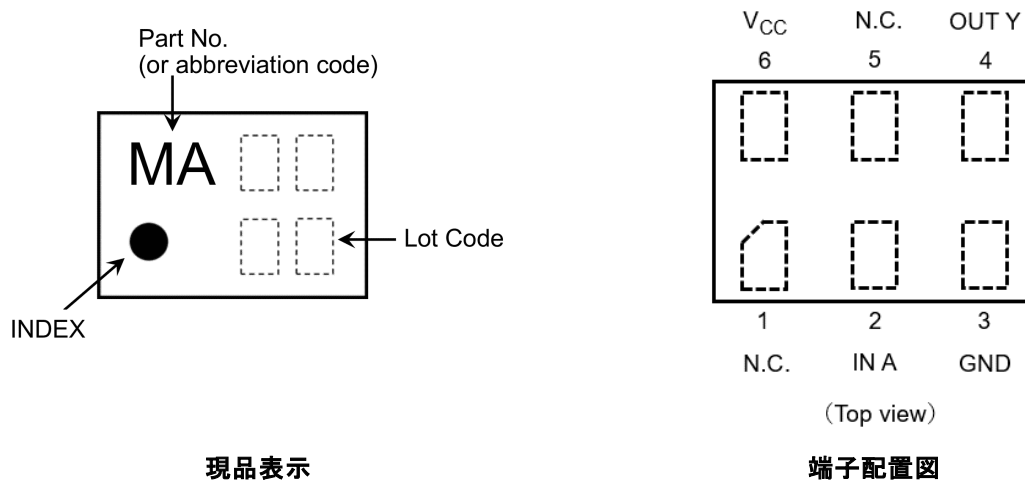 Part No.
(or abbreviation code)
MA
Lot Code
INDEX
現品表示
VCC N.C. OUT Y
6 5 4
1 2 3
N.C. IN A GND
（Top view）
端子配置図